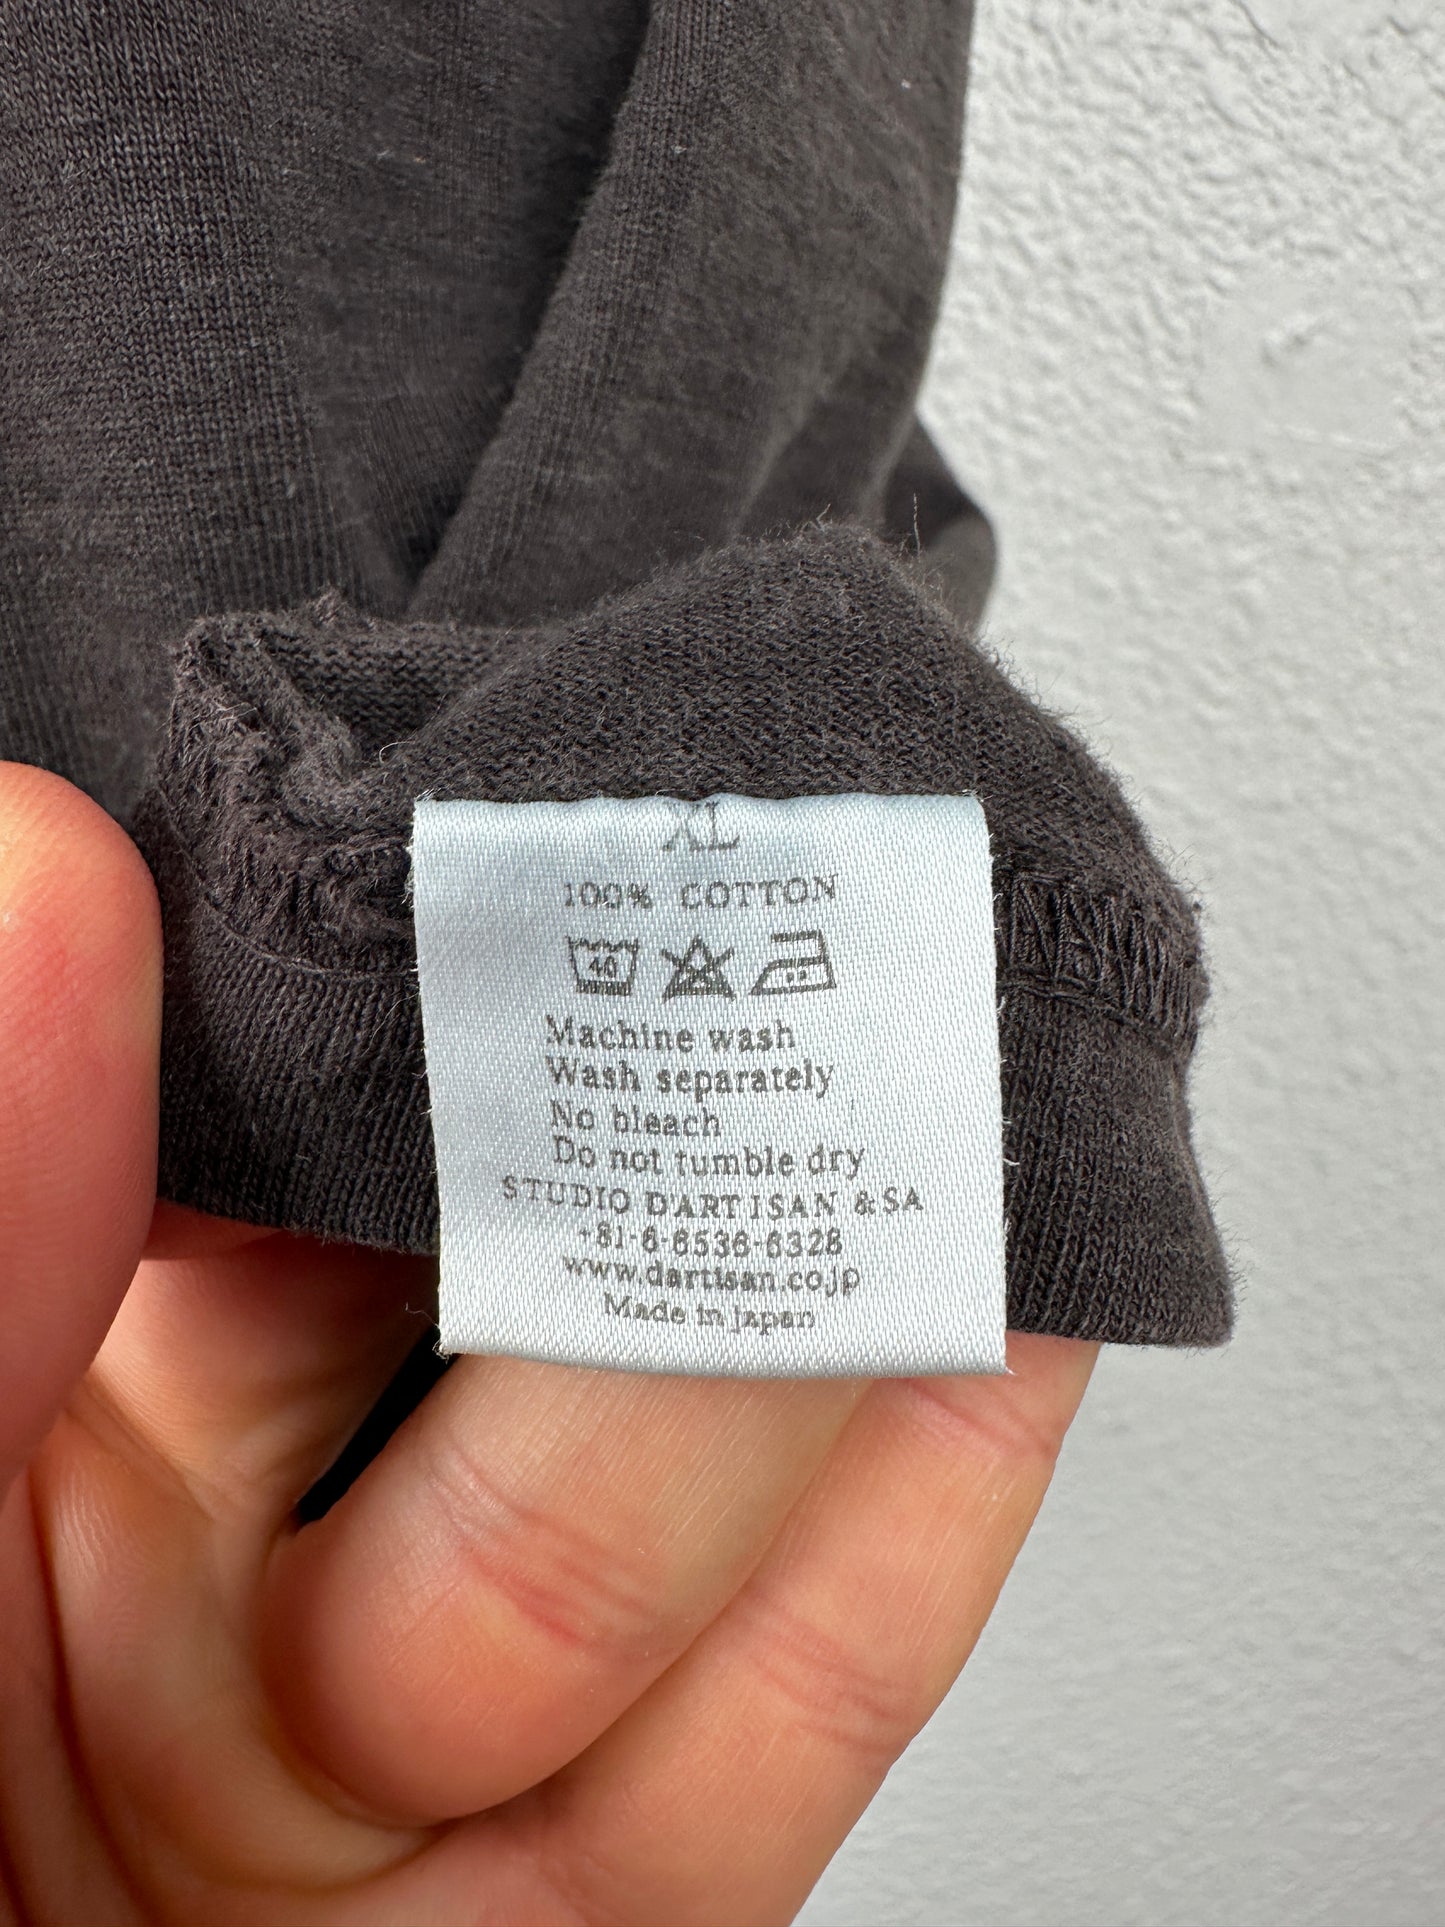 XL
100% COTTON
40
Machine wash
Wash separately
No bleach
Do not tumble dry
STUDIO D'ARTISAN & SA
+81-6-6536-6328
www.dartisan.co.jp
Made in Japan